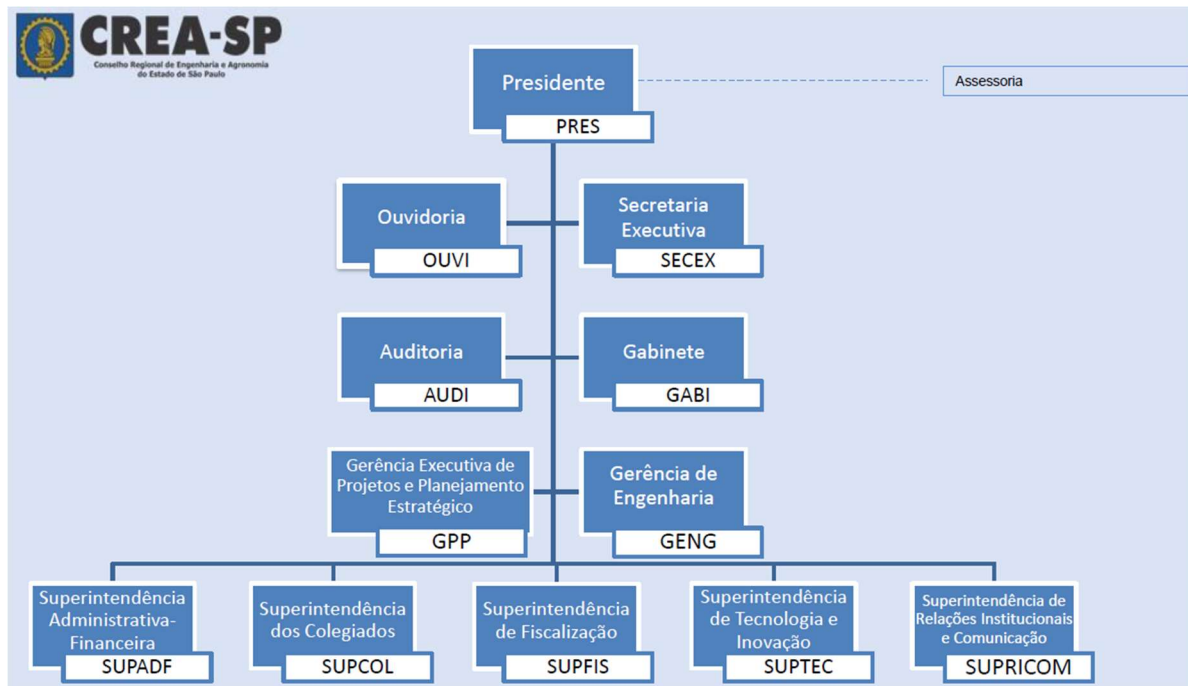 CREA-SP
Conselho Regional de Engenharia e Agronomia
do Estado de São Paulo
Presidente
PRES
Assessoria
Ouvidoria
OUVI
Secretaria
Executiva
SECEX
Auditoria
AUDI
Gabinete
GABI
Gerência Executiva de
Projetos e Planejamento
Estratégico
GPP
Gerência de
Engenharia
GENG
Superintendência
Administrativa-
Financeira
SUPADF
Superintendência
dos Colegiados
SUPCOL
Superintendência
de Fiscalização
SUPFIS
Superintendência
de Tecnologia e
Inovação
SUPTEC
Superintendência de
Relações Institucionais
e Comunicação
SUPRICOM